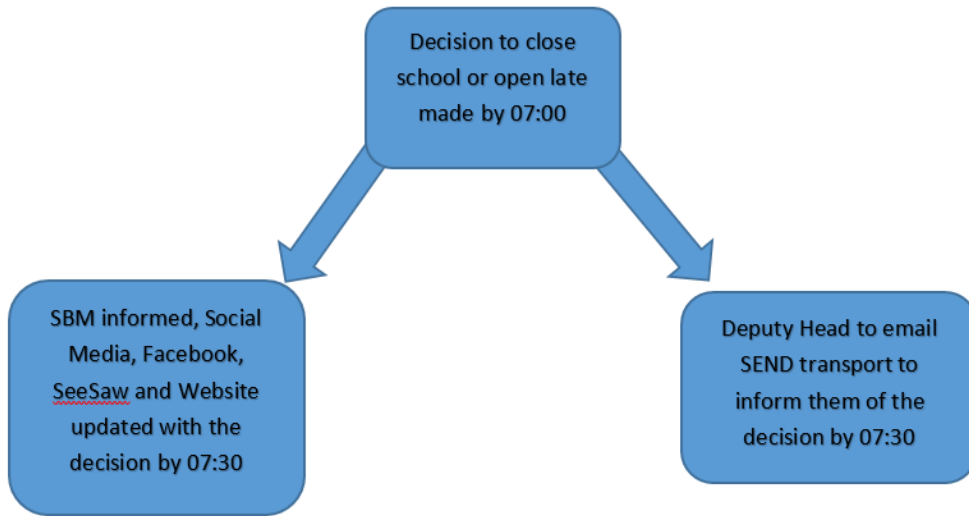 Decision to close
school or open late
made by 07:00
SBM informed, Social
Media, Facebook,
SeeSaw and Website
updated with the
decision by 07:30
Deputy Head to email
SEND transport to
inform them of the
decision by 07:30